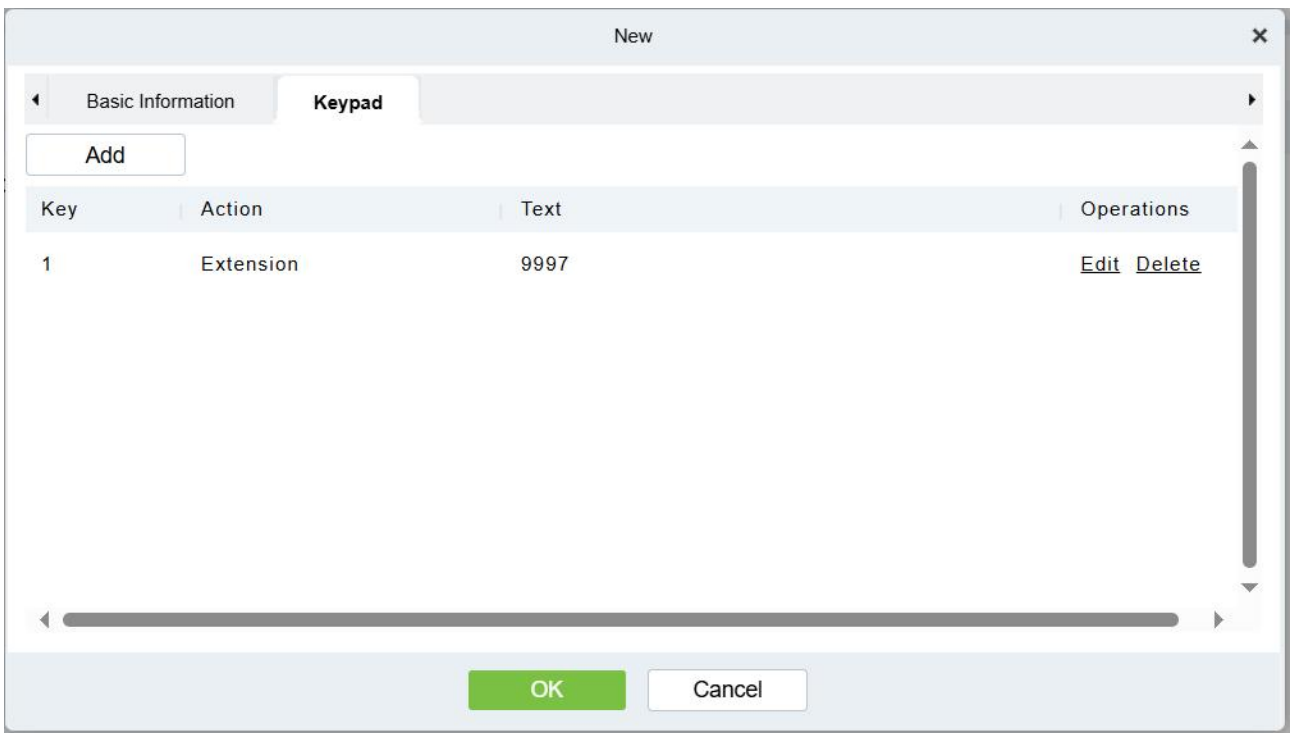 New
Basic Information Keypad
Add
Key Action Text Operations
1 Extension 9997 Edit Delete
OK Cancel